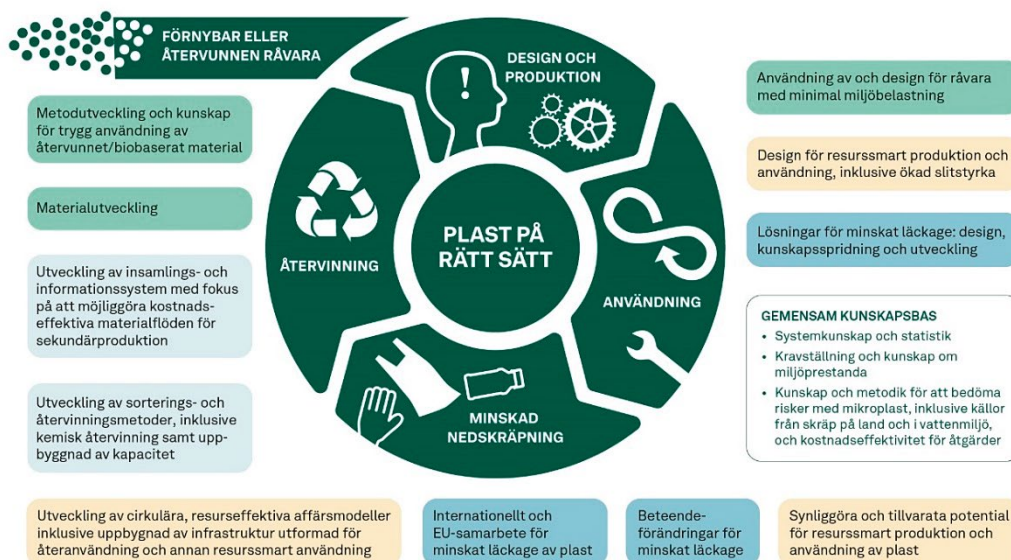 FÖRNYBAR ELLER
ÅTERVUNNEN RÅVARA
DESIGN OCH
PRODUKTION
!
ANVÄNDNING
MINSKAD
NEDSKRÄPNING
ÅTERVINNING
PLAST PÅ
RÄTT SÄTT
Metodutveckling och kunskap
för trygg användning av
återvunnet/biobaserat material
Materialutveckling
Utveckling av insamlings- och
informationssystem med fokus
på att möjliggöra kostnads-
effektiva materialflöden för
sekundärproduktion
Utveckling av sorterings- och
återvinningsmetoder, inklusive
kemisk återvinning samt upp-
byggnad av kapacitet
Användning av och design för råvara
med minimal miljöbelastning
Design för resurssmart produktion och
användning, inklusive ökad slitstyrka
Lösningar för minskat läckage: design,
kunskapsspridning och utveckling
GEMENSAM KUNSKAPSBAS
• Systemkunskap och statistik
• Kravställning och kunskap om
miljöprestanda
• Kunskap och metodik för att bedöma
risker med mikroplast, inklusive källor
från skräp på land och i vattenmiljö,
och kostnadseffektivitet för åtgärder
Utveckling av cirkulära, resurseffektiva affärsmodeller
inklusive uppbygnad av infrastruktur utformad för
återanvändning och annan resurssmart användning
Internationellt och
EU-samarbete för
minskat läckage av plast
Beteende-
förändringar för
minskat läckage
Synliggöra och tillvarata potential
för resurssmart produktion och
användning av plast